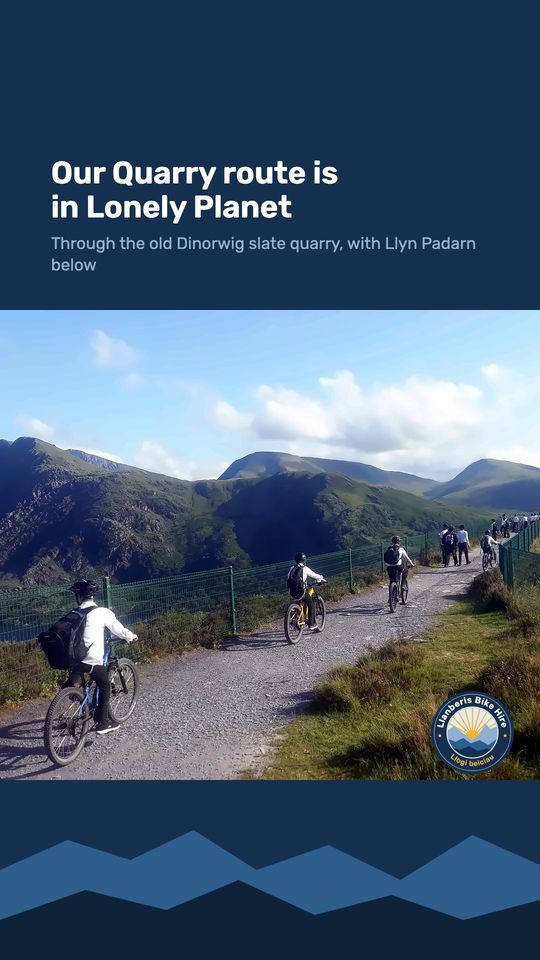 Our Quarry route is
in Lonely Planet
Through the old Dinorwig slate quarry, with Llyn Padarn
below
Llanberis Bike Hire
Llogi beiciau